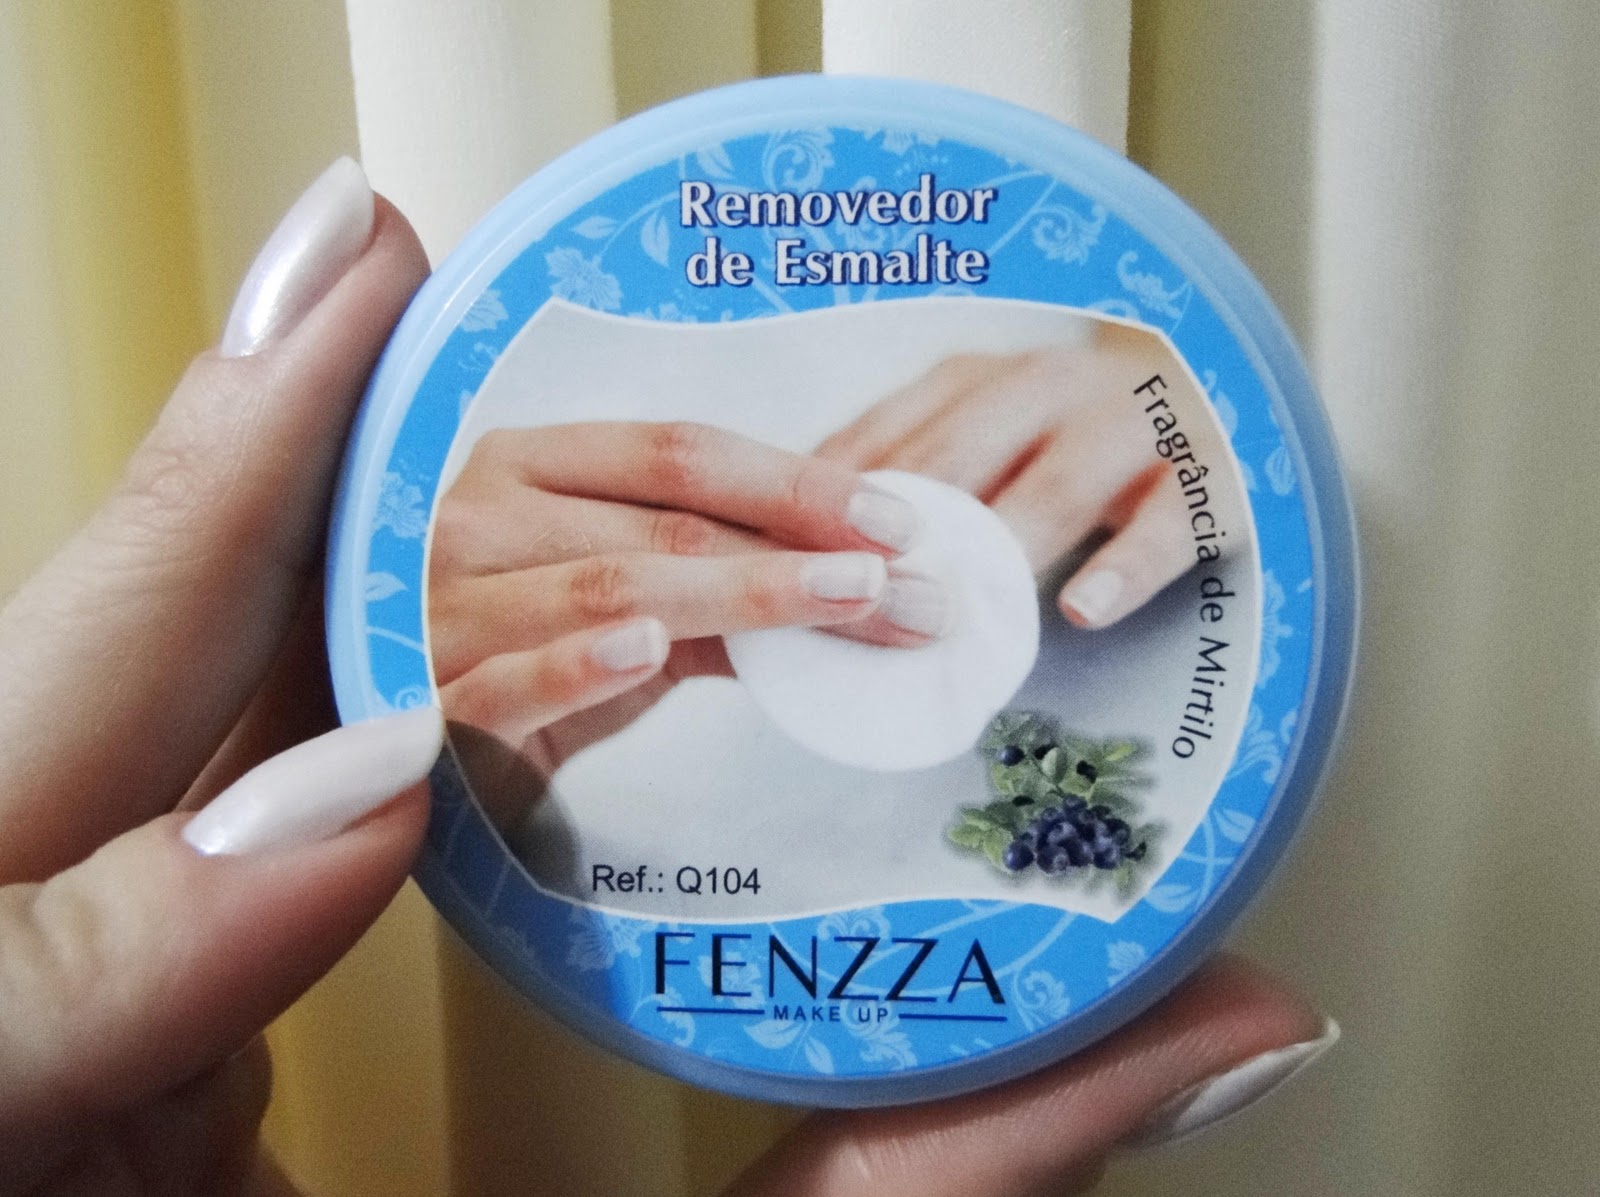 Removedor
de Esmalte
Fragrância de Mirtilo
Ref.: Q104
FENZZA
MAKE UP